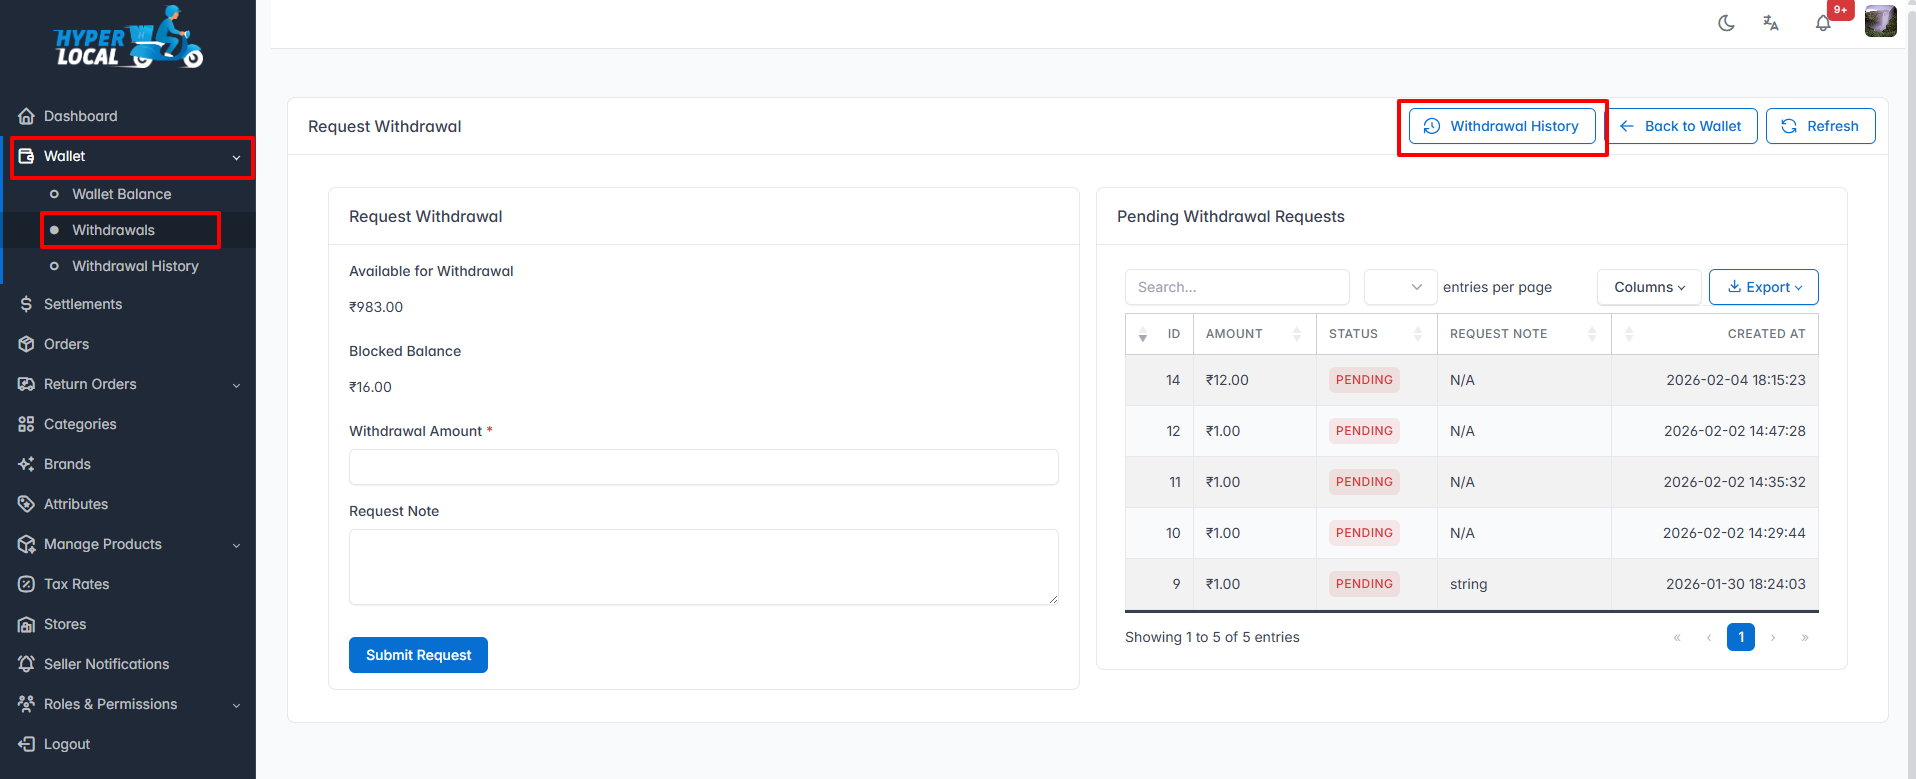 HYPER
LOCAL
9+
Dashboard
Wallet
Wallet Balance
Withdrawals
Withdrawal History
Settlements
Orders
Return Orders
Categories
Brands
Attributes
Manage Products
Tax Rates
Stores
Seller Notifications
Roles & Permissions
Logout
Request Withdrawal
Withdrawal History
Back to Wallet
Refresh
Request Withdrawal
Available for Withdrawal
₹983.00
Blocked Balance
₹16.00
Withdrawal Amount *
Request Note
Submit Request
Pending Withdrawal Requests
Search... entries per page Columns Export
ID AMOUNT STATUS REQUEST NOTE CREATED AT
14 ₹12.00 PENDING N/A 2026-02-04 18:15:23
12 ₹1.00 PENDING N/A 2026-02-02 14:47:28
11 ₹1.00 PENDING N/A 2026-02-02 14:35:32
10 ₹1.00 PENDING N/A 2026-02-02 14:29:44
9 ₹1.00 PENDING string 2026-01-30 18:24:03
Showing 1 to 5 of 5 entries « ‹ 1 › »